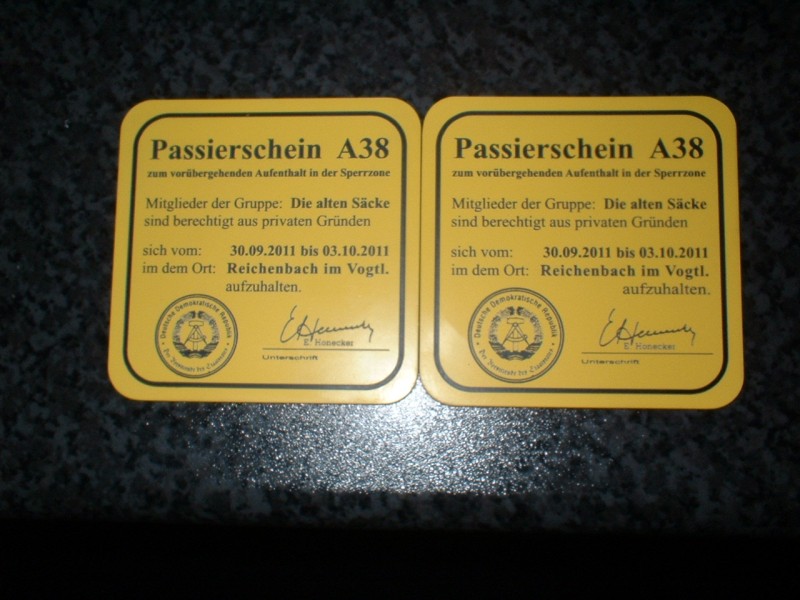 Passierschein A38
zum vorübergehenden Aufenthalt in der Sperrzone
Mitglieder der Gruppe: Die alten Säcke
sind berechtigt aus privaten Gründen
sich vom: 30.09.2011 bis 03.10.2011
im dem Ort: Reichenbach im Vogtl.
aufzuhalten.
Deutsche Demokratische Republik
E. Honecker
Unterschrift
Passierschein A38
zum vorübergehenden Aufenthalt in der Sperrzone
Mitglieder der Gruppe: Die alten Säcke
sind berechtigt aus privaten Gründen
sich vom: 30.09.2011 bis 03.10.2011
im dem Ort: Reichenbach im Vogtl.
aufzuhalten.
Deutsche Demokratische Republik
E. Honecker
Unterschrift